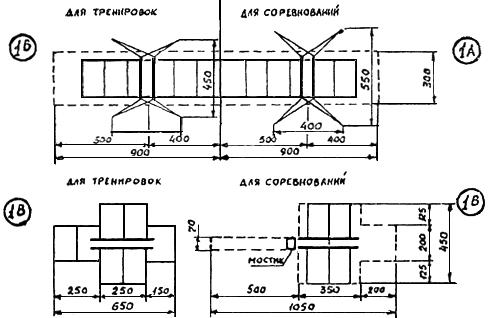 ДЛЯ ТРЕНИРОВОК ДЛЯ СОРЕВНОВАНИЙ
1Б 1А
450 550 300
400
500 400 500 400
900 900
ДЛЯ ТРЕНИРОВОК ДЛЯ СОРЕВНОВАНИЙ
1В 1В
70 125 200 125 450
МОСТИК
250 250 150 500 350 200
650 1050